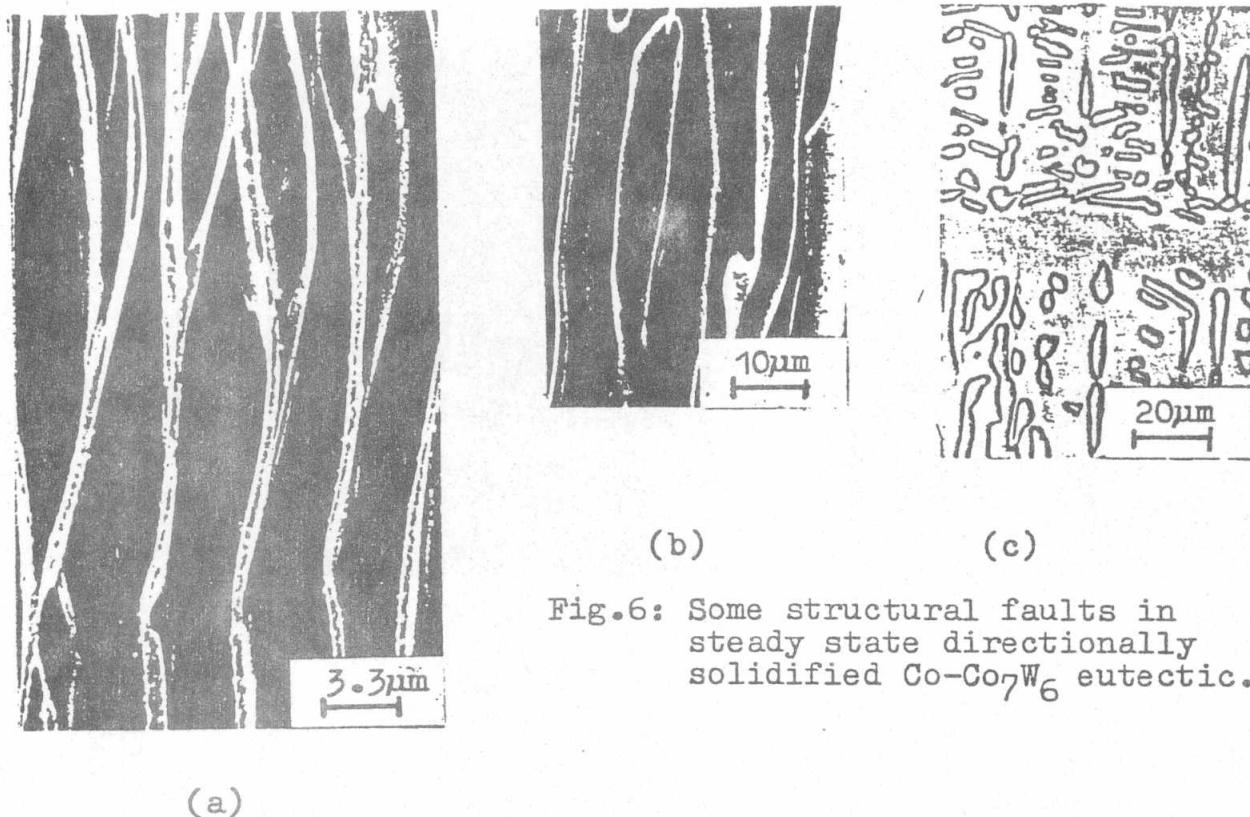 3.3µm
(a)
10µm
(b)
20µm
(c)
Fig.6: Some structural faults in
steady state directionally
solidified Co-Co7W6 eutectic.